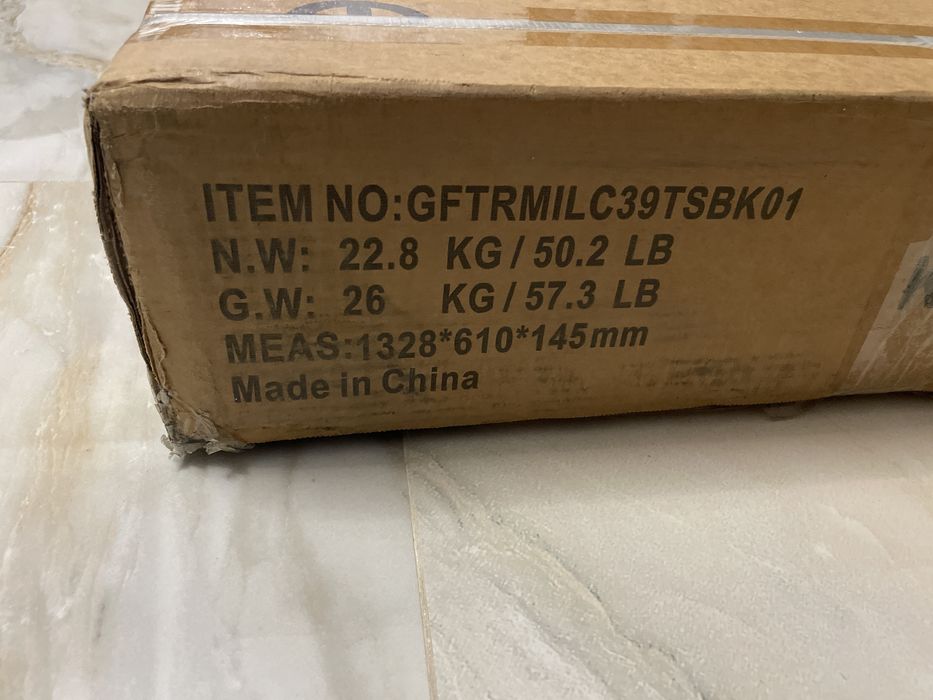 ITEM NO:GFTRMILC39TSBK01
N.W: 22.8 KG / 50.2 LB
G.W: 26 KG / 57.3 LB
MEAS:1328*610*145mm
Made in China